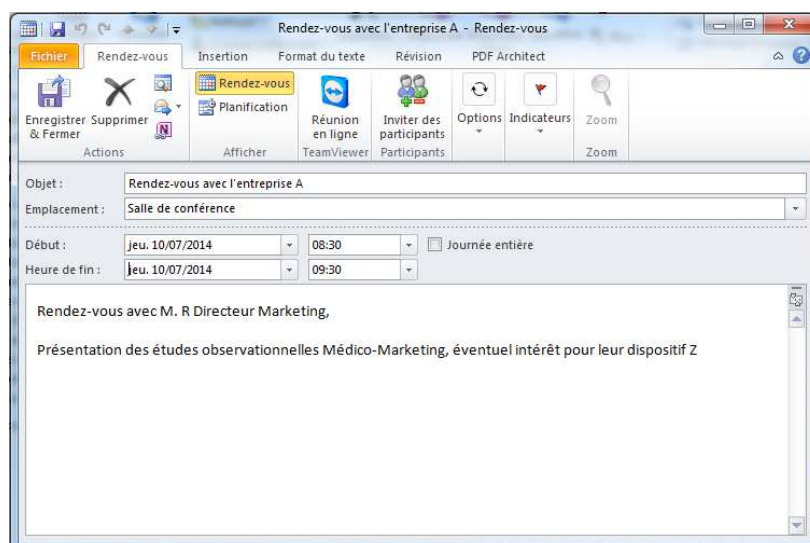 Rendez-vous avec l'entreprise A - Rendez-vous
Fichier Rendez-vous Insertion Format du texte Révision PDF Architect
Enregistrer & Fermer
Supprimer
Actions
Rendez-vous
Planification
Afficher
Réunion en ligne
TeamViewer
Inviter des participants
Participants
Options
Indicateurs
Zoom
Zoom
Objet : Rendez-vous avec l'entreprise A
Emplacement : Salle de conférence
Début : jeu. 10/07/2014 08:30 Journée entière
Heure de fin : jeu. 10/07/2014 09:30
Rendez-vous avec M. R Directeur Marketing,
Présentation des études observationnelles Médico-Marketing, éventuel intérêt pour leur dispositif Z